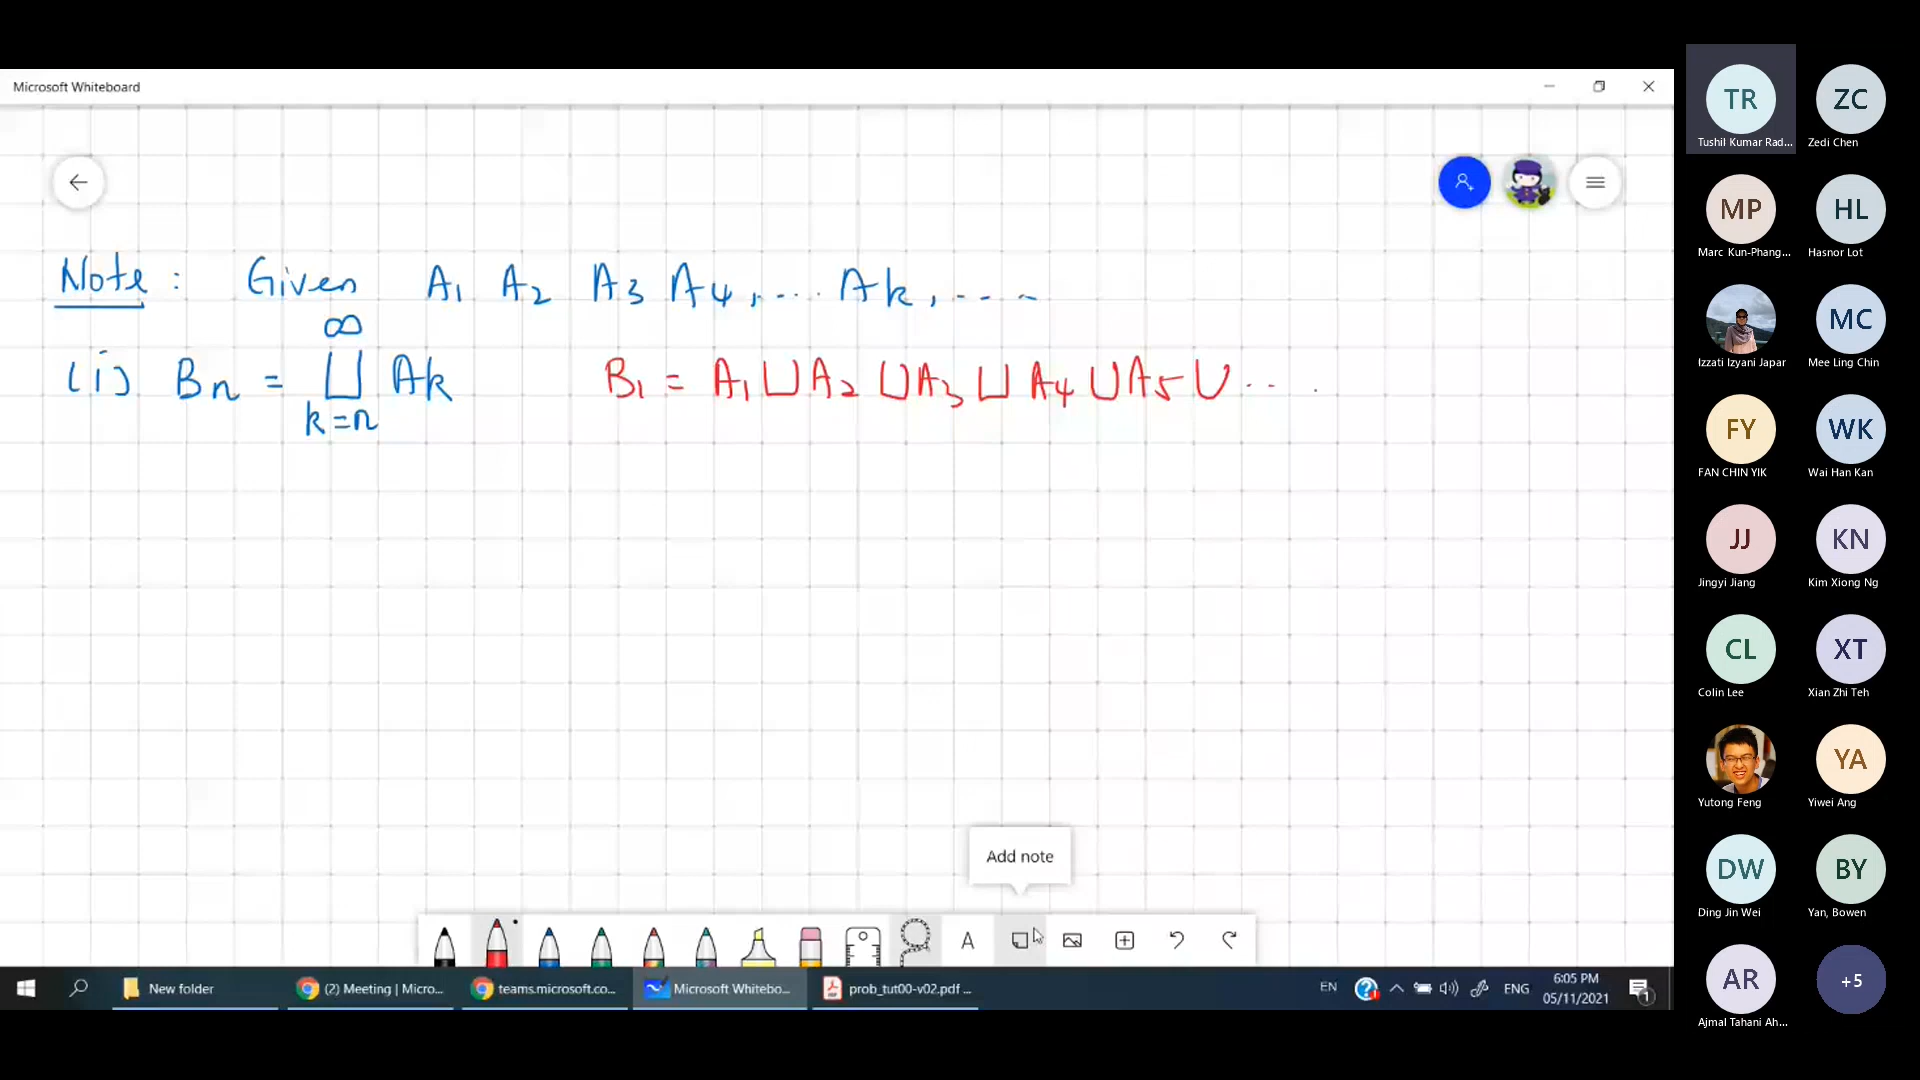 Microsoft Whiteboard
Note : Given A1 A2 A3 A4, ... Ak, ....
(i) Bn = ∞ ⋃ k=n Ak B1 = A1 ∪ A2 ∪ A3 ∪ A4 ∪ A5 ∪ ....
Add note
A
New folder
(2) Meeting | Micro...
teams.microsoft.co...
Microsoft Whitebo...
prob_tut00-v02.pdf ...
EN
ENG
6:05 PM
05/11/2021
1
TR
Tushil Kumar Rad...
ZC
Zedi Chen
MP
Marc Kun-Phang...
HL
Hasnor Lot
Izzati Izyani Japar
MC
Mee Ling Chin
FY
FAN CHIN YIK
WK
Wai Han Kan
JJ
Jingyi Jiang
KN
Kim Xiong Ng
CL
Colin Lee
XT
Xian Zhi Teh
Yutong Feng
YA
Yiwei Ang
DW
Ding Jin Wei
BY
Yan, Bowen
AR
Ajmal Tahani Ah...
+5